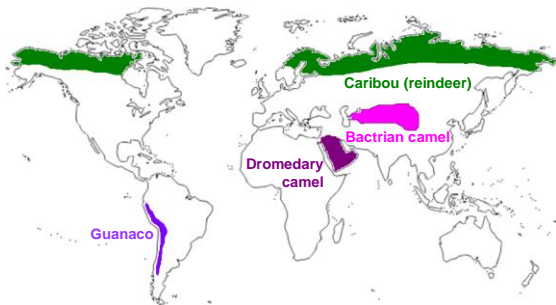 Caribou (reindeer)
Bactrian camel
Dromedary
camel
Guanaco